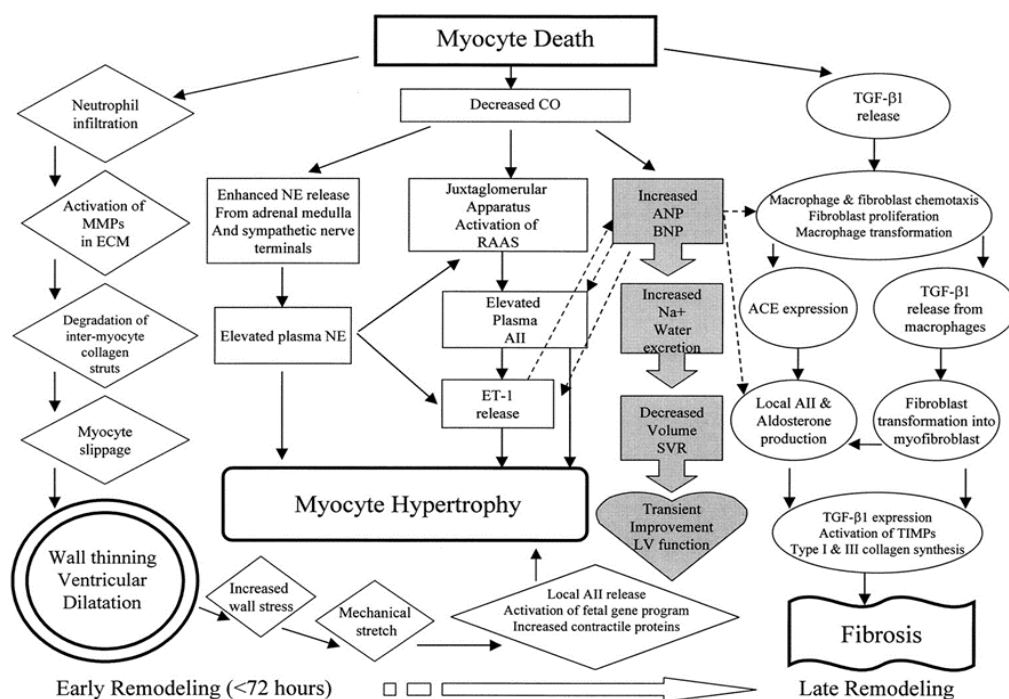 Myocyte Death
Neutrophil
infiltration
Decreased CO
TGF-β1
release
Enhanced NE release
From adrenal medulla
And sympathetic nerve
terminals
Juxtaglomerular
Apparatus
Activation of
RAAS
Increased
ANP
BNP
Macrophage & fibroblast chemotaxis
Fibroblast proliferation
Macrophage transformation
Activation of
MMPs
in ECM
Elevated plasma NE
Elevated
Plasma
AII
Increased
Na+
Water
excretion
ACE expression
TGF-β1
release from
macrophages
Degradation of
inter-myocyte
collagen
struts
ET-1
release
Decreased
Volume
SVR
Local AII &
Aldosterone
production
Fibroblast
transformation into
myofibroblast
Myocyte
slippage
Myocyte Hypertrophy
Transient
Improvement
LV function
TGF-β1 expression
Activation of TIMPs
Type I & III collagen synthesis
Wall thinning
Ventricular
Dilatation
Increased
wall stress
Mechanical
stretch
Local AII release
Activation of fetal gene program
Increased contractile proteins
Fibrosis
Early Remodeling (<72 hours)
Late Remodeling